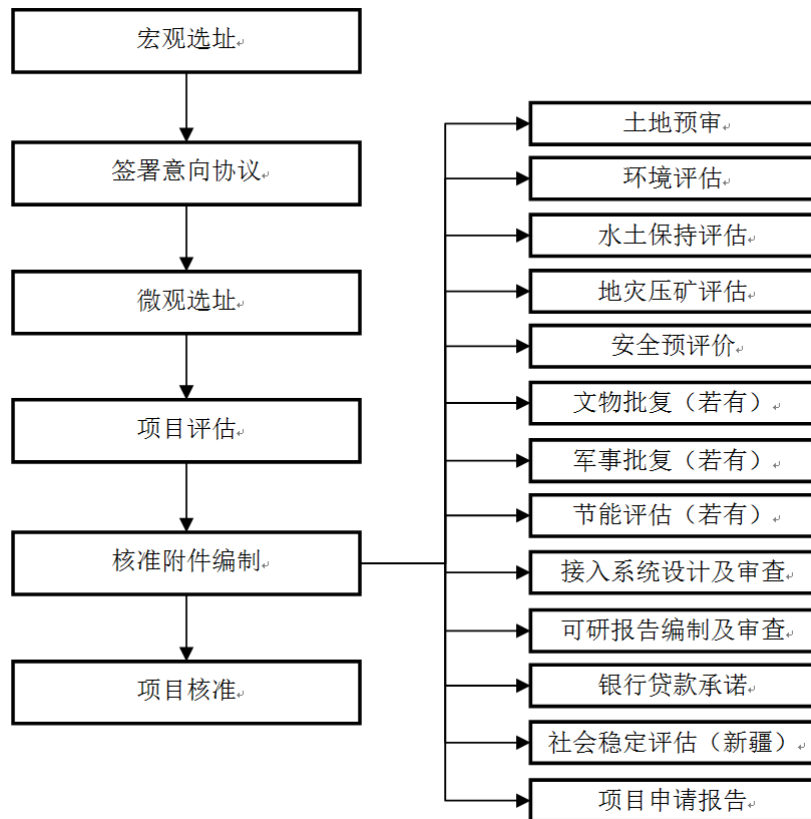 宏观选址
签署意向协议
微观选址
项目评估
核准附件编制
项目核准
土地预审
环境评估
水土保持评估
地灾压矿评估
安全预评价
文物批复（若有）
军事批复（若有）
节能评估（若有）
接入系统设计及审查
可研报告编制及审查
银行贷款承诺
社会稳定评估（新疆）
项目申请报告